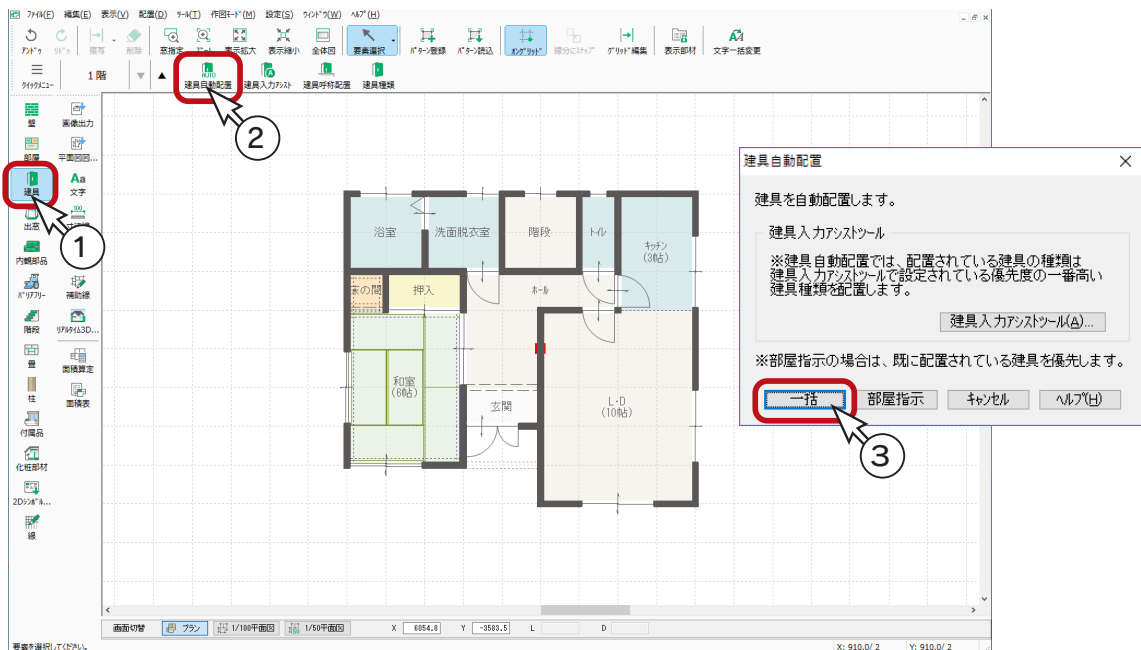 ﾌｧｲﾙ(F) 編集(E) 表示(V) 配置(D) ﾂｰﾙ(T) 作図ﾓｰﾄﾞ(M) 設定(S) ｳｨﾝﾄﾞｳ(W) ﾍﾙﾌﾟ(H)
ｱﾝﾄﾞｩ ﾘﾄﾞｩ 複写 削除 窓指定 表示拡大 表示縮小 全体図 要素選択 ﾊﾟﾀｰﾝ登録 ﾊﾟﾀｰﾝ読込 ｵﾝｸﾞﾘｯﾄﾞ 線分にｽﾅｯﾌﾟ ｸﾞﾘｯﾄﾞ編集 表示部材 文字一括変更
ｸｲｯｸﾒﾆｭｰ 1階 AUTO 建具自動配置 建具入力ｱｼｽﾄ 建具呼称配置 建具種類
2
壁 画像出力
部屋 平面図図...
建具 Aa 文字
出窓
1
内観部品
ﾊﾞﾘｱﾌﾘｰ 補助線
階段 ﾘｱﾙﾀｲﾑ3D...
畳 面積算定
柱 面積表
付属品
化粧部材
2Dｼﾝﾎﾞﾙ...
線
浴室 洗面脱衣室 階段 ﾄｲﾚ ｷｯﾁﾝ
(3帖)
床の間 押入 ﾎｰﾙ
和室
(6帖)
玄関
L･D
(10帖)
建具自動配置
建具を自動配置します。
建具入力ｱｼｽﾄﾂｰﾙ
※建具自動配置では、配置されている建具の種類は
建具入力ｱｼｽﾄﾂｰﾙで設定されている優先度の一番高い
建具種類を配置します。
建具入力ｱｼｽﾄﾂｰﾙ(A)...
※部屋指示の場合は、既に配置されている建具を優先します。
一括 部屋指示 ｷｬﾝｾﾙ ﾍﾙﾌﾟ(H)
3
画面切替 ﾌﾟﾗﾝ 1/100平面図 1/50平面図 X 6054.8 Y -3583.5 L D
要素を選択してください。 X: 910.0/ 2 Y: 910.0/ 2